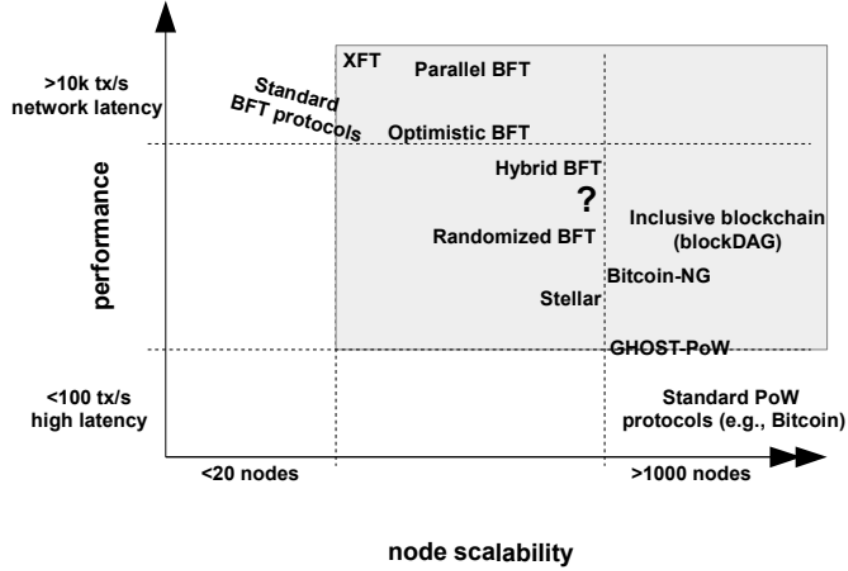 >10k tx/s
network latency
Standard
BFT protocols
XFT
Parallel BFT
Optimistic BFT
Hybrid BFT
?
Randomized BFT
Inclusive blockchain
(blockDAG)
Bitcoin-NG
Stellar
GHOST-PoW
performance
<100 tx/s
high latency
Standard PoW
protocols (e.g., Bitcoin)
<20 nodes
>1000 nodes
node scalability